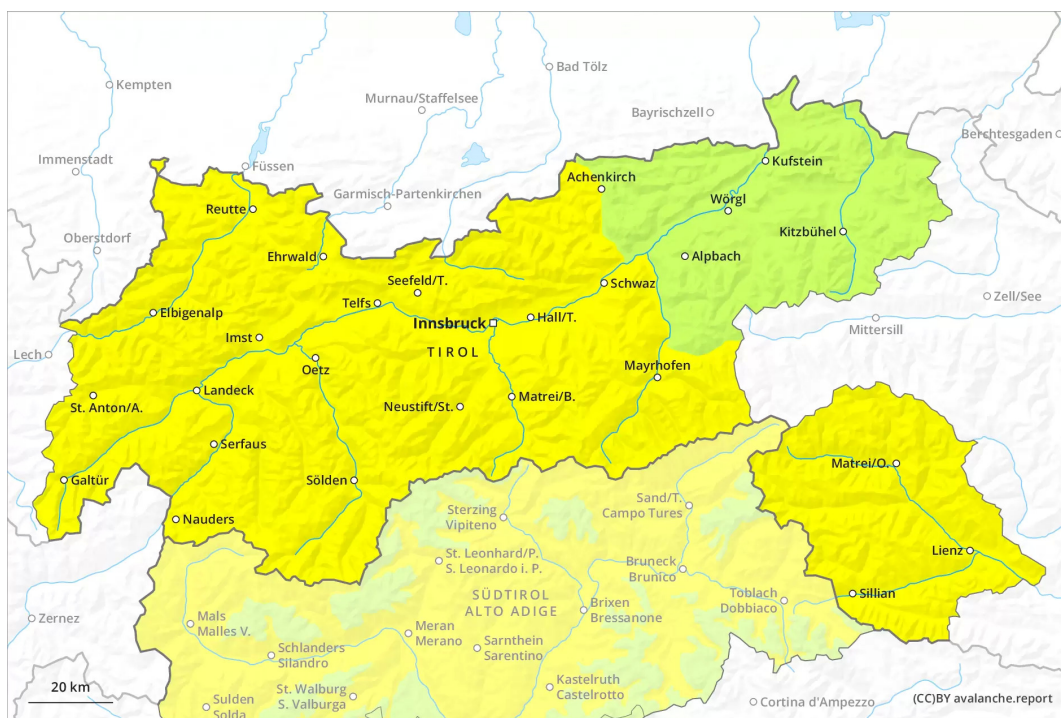 Kempten
Bad Tölz
Murnau/Staffelsee
Bayrischzell
Berchtesgaden
Immenstadt
Füssen
Kufstein
Garmisch-Partenkirchen
Achenkirch
Reutte
Wörgl
Oberstdorf
Kitzbühel
Ehrwald
Alpbach
Seefeld/T.
Schwaz
Zell/See
Telfs
Elbigenalp
Innsbruck
Hall/T.
Mittersill
Imst
TIROL
Lech
Oetz
Mayrhofen
Landeck
St. Anton/A.
Matrei/B.
Neustift/St.
Serfaus
Matrei/O.
Galtür
Sölden
Sand/T.
Campo Tures
Sterzing
Vipiteno
Nauders
Lienz
St. Leonhard/P.
S. Leonardo i. P.
Bruneck
Brunico
Sillian
SÜDTIROL
ALTO ADIGE
Toblach
Dobbiaco
Brixen
Bressanone
Zernez
Mals
Malles V.
Meran
Merano
Sarnthein
Sarentino
Schlanders
Silandro
Kastelruth
Castelrotto
20 km
St. Walburg
S. Valburga
Sulden
Solda
Cortina d'Ampezzo
(CC)BY avalanche.report